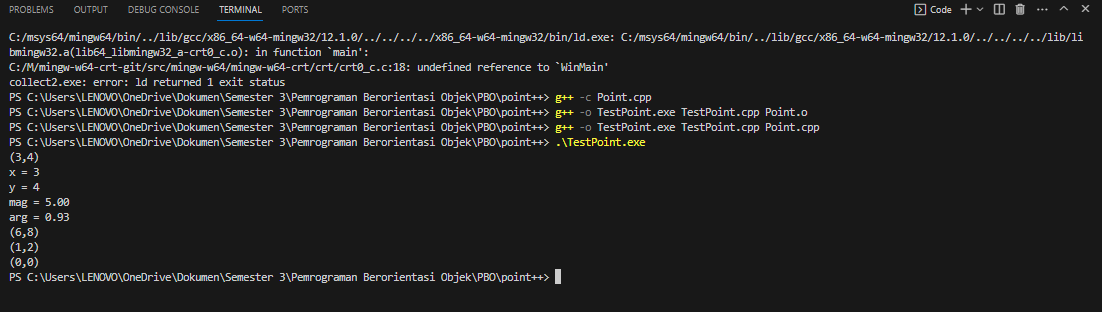 PROBLEMS OUTPUT DEBUG CONSOLE TERMINAL PORTS Code
C:/msys64/mingw64/bin/../lib/gcc/x86_64-w64-mingw32/12.1.0/../../../../x86_64-w64-mingw32/bin/ld.exe: C:/msys64/mingw64/bin/../lib/gcc/x86_64-w64-mingw32/12.1.0/../../../../lib/li
bmingw32.a(lib64_libmingw32_a-crt0_c.o): in function `main':
C:/M/mingw-w64-crt-git/src/mingw-w64/mingw-w64-crt/crt/crt0_c.c:18: undefined reference to `WinMain'
collect2.exe: error: ld returned 1 exit status
PS C:\Users\LENOVO\OneDrive\Dokumen\Semester 3\Pemrograman Berorientasi Objek\PBO\point++> g++ -c Point.cpp
PS C:\Users\LENOVO\OneDrive\Dokumen\Semester 3\Pemrograman Berorientasi Objek\PBO\point++> g++ -o TestPoint.exe TestPoint.cpp Point.o
PS C:\Users\LENOVO\OneDrive\Dokumen\Semester 3\Pemrograman Berorientasi Objek\PBO\point++> g++ -o TestPoint.exe TestPoint.cpp Point.cpp
PS C:\Users\LENOVO\OneDrive\Dokumen\Semester 3\Pemrograman Berorientasi Objek\PBO\point++> .\TestPoint.exe
(3,4)
x = 3
y = 4
mag = 5.00
arg = 0.93
(6,8)
(1,2)
(0,0)
PS C:\Users\LENOVO\OneDrive\Dokumen\Semester 3\Pemrograman Berorientasi Objek\PBO\point++>